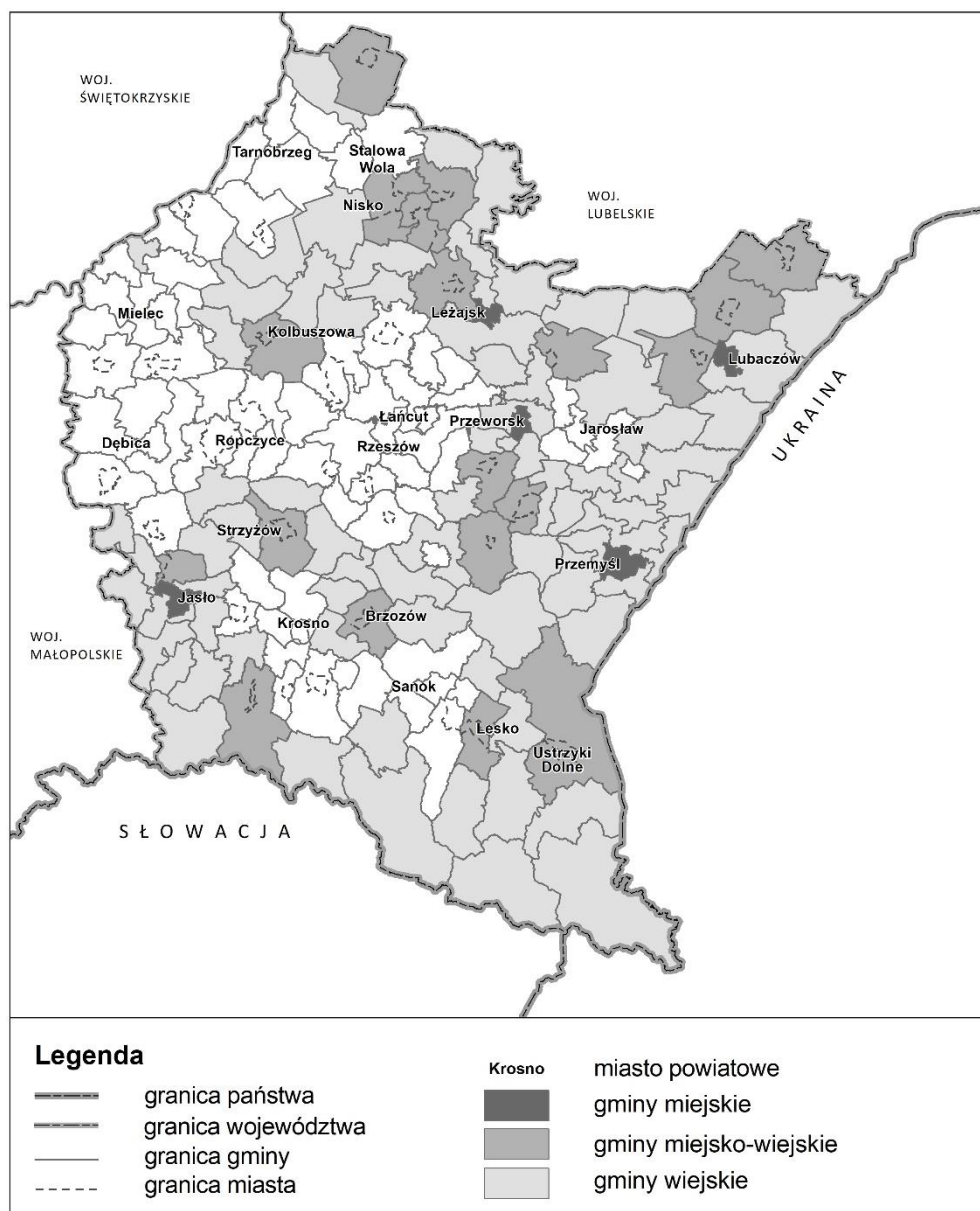 WOJ.
ŚWIĘTOKRZYSKIE
Tarnobrzeg
Stalowa
Wola
Nisko
WOJ.
LUBELSKIE
Mielec
Kolbuszowa
Leżajsk
Lubaczów
Dębica
Ropczyce
Łańcut
Rzeszów
Przeworsk
Jarosław
UKRAINA
Strzyżów
Przemyśl
Jasło
Krosno
Brzozów
WOJ.
MAŁOPOLSKIE
Sanok
Lesko
Ustrzyki
Dolne
SŁOWACJA
Legenda
granica państwa
granica województwa
granica gminy
granica miasta
Krosno miasto powiatowe
gminy miejskie
gminy miejsko-wiejskie
gminy wiejskie